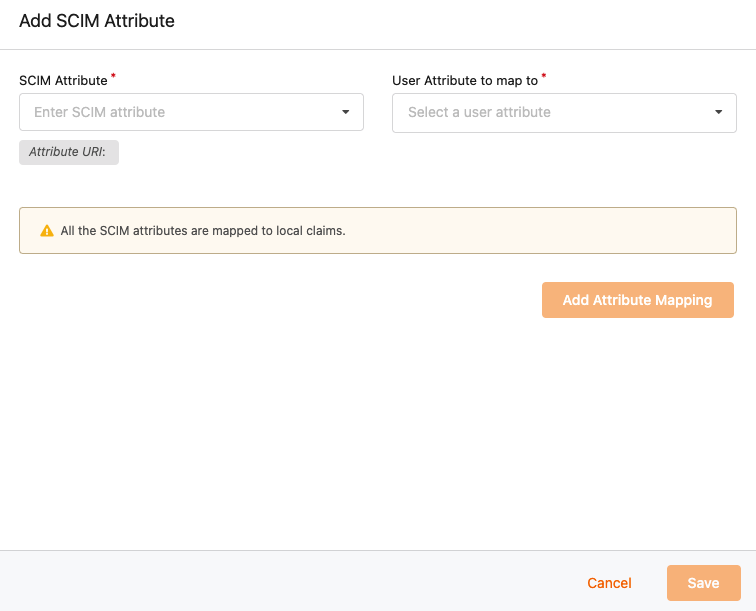 Add SCIM Attribute
SCIM Attribute *
User Attribute to map to *
Enter SCIM attribute
Select a user attribute
Attribute URI:
All the SCIM attributes are mapped to local claims.
Add Attribute Mapping
Cancel
Save